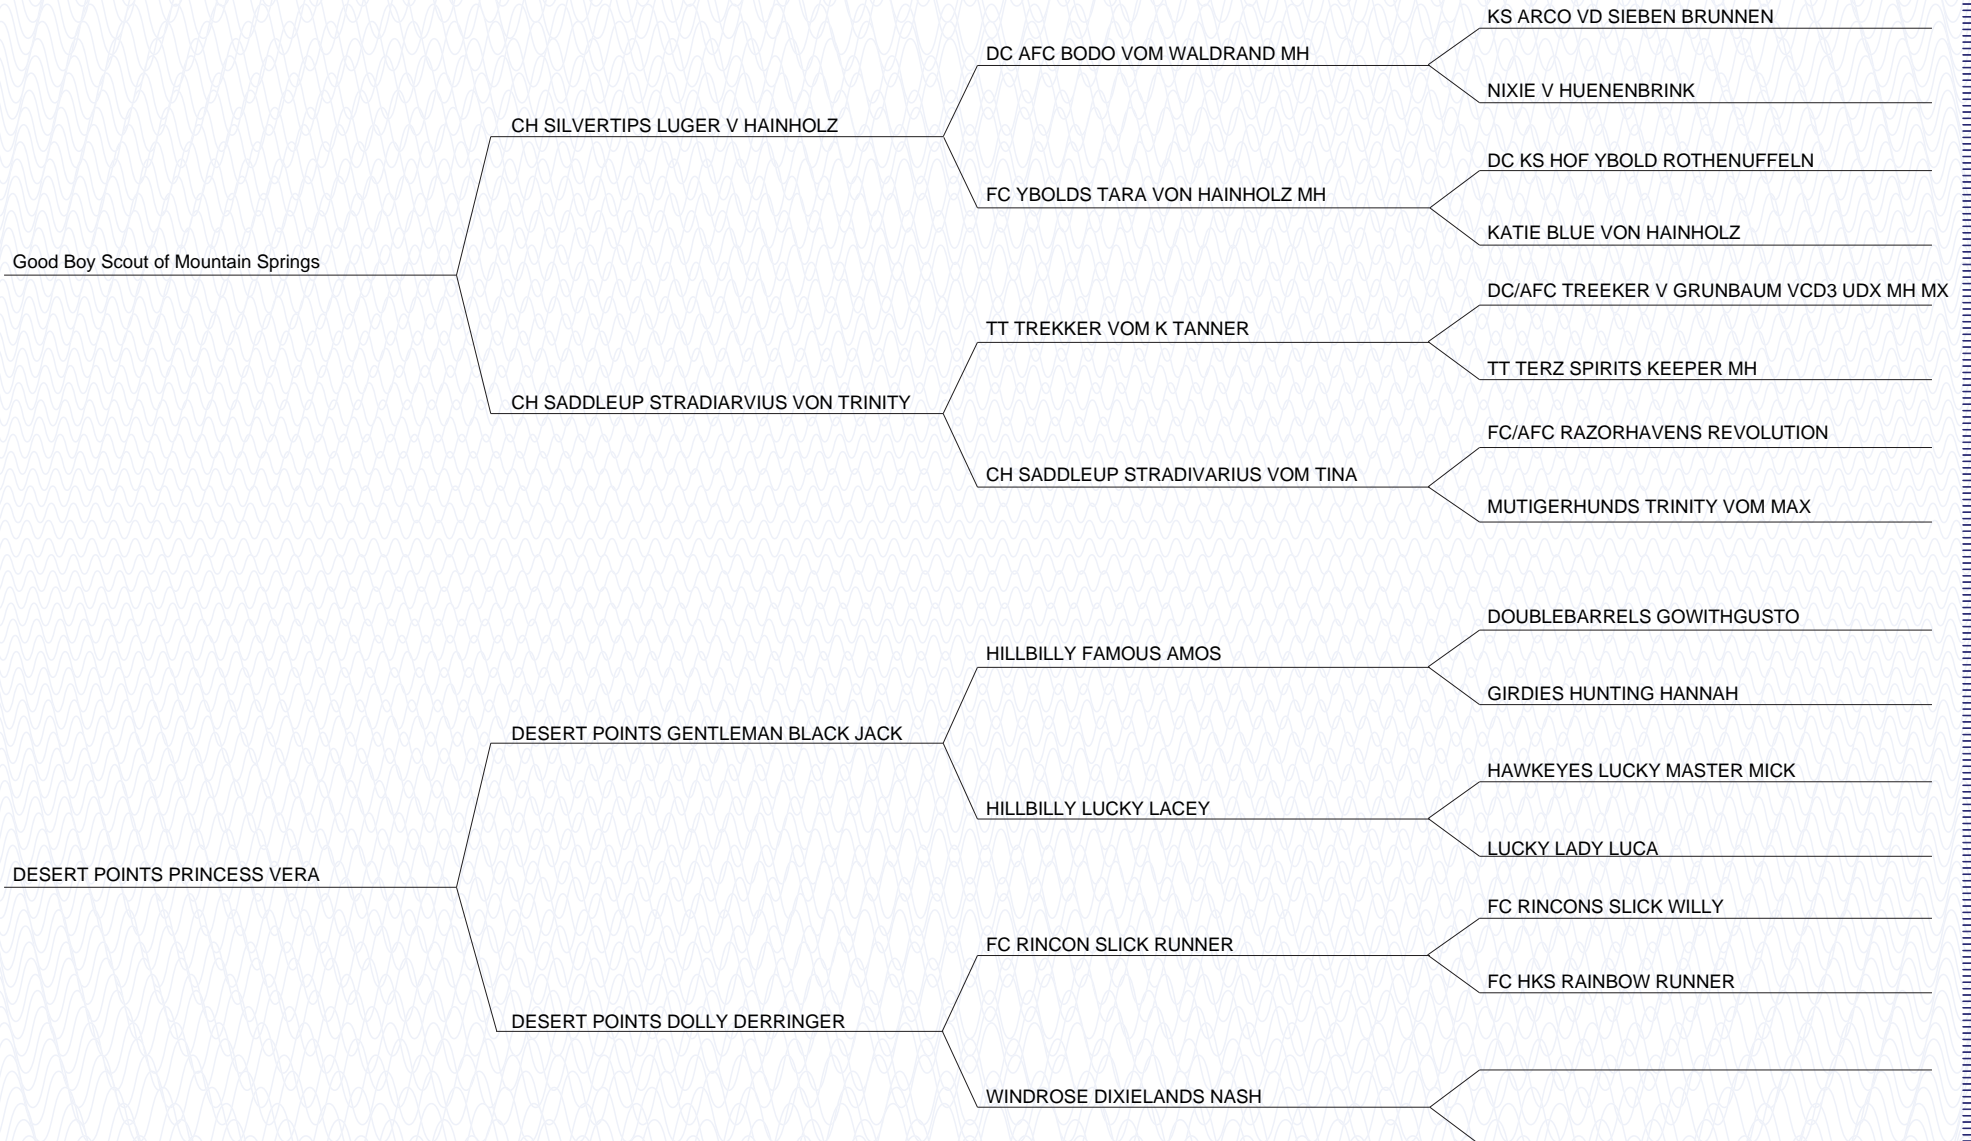 KS ARCO VD SIEBEN BRUNNEN
DC AFC BODO VOM WALDRAND MH
NIXIE V HUENENBRINK
CH SILVERTIPS LUGER V HAINHOLZ
DC KS HOF YBOLD ROTHENUFFELN
FC YBOLDS TARA VON HAINHOLZ MH
KATIE BLUE VON HAINHOLZ
Good Boy Scout of Mountain Springs
DC/AFC TREEKER V GRUNBAUM VCD3 UDX MH MX
TT TREKKER VOM K TANNER
TT TERZ SPIRITS KEEPER MH
CH SADDLEUP STRADIARVIUS VON TRINITY
FC/AFC RAZORHAVENS REVOLUTION
CH SADDLEUP STRADIVARIUS VOM TINA
MUTIGERHUNDS TRINITY VOM MAX
DOUBLEBARRELS GOWITHGUSTO
HILLBILLY FAMOUS AMOS
GIRDIES HUNTING HANNAH
DESERT POINTS GENTLEMAN BLACK JACK
HAWKEYES LUCKY MASTER MICK
HILLBILLY LUCKY LACEY
LUCKY LADY LUCA
DESERT POINTS PRINCESS VERA
FC RINCONS SLICK WILLY
FC RINCON SLICK RUNNER
FC HKS RAINBOW RUNNER
DESERT POINTS DOLLY DERRINGER
WINDROSE DIXIELANDS NASH